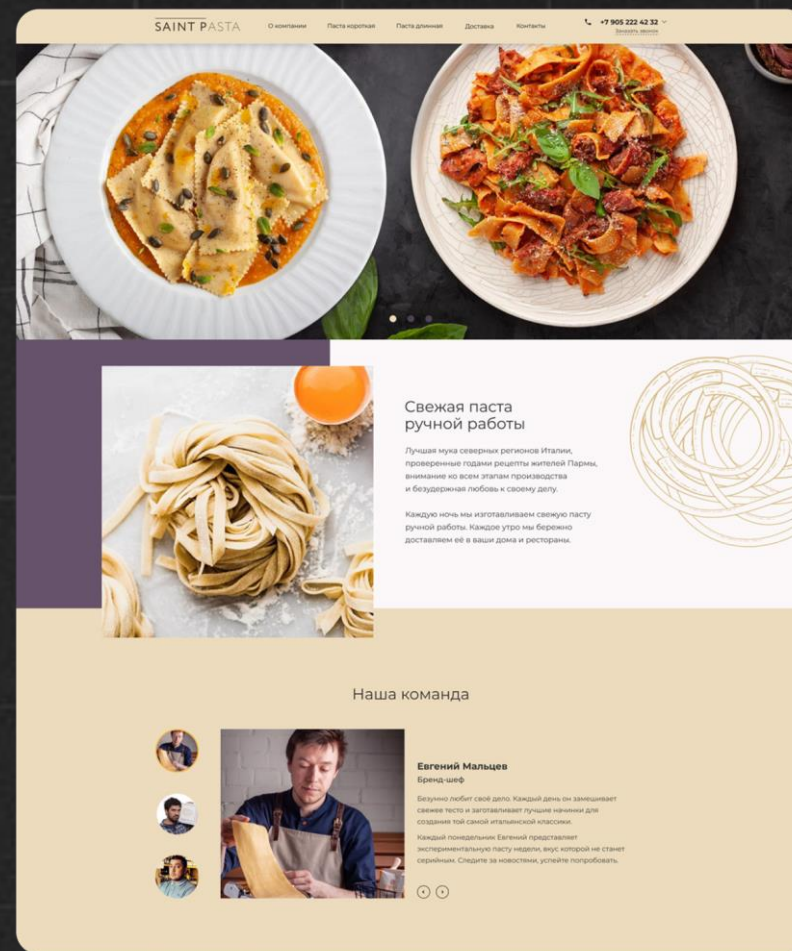 SAINT PASTA
О компании
Паста короткая
Паста длинная
Доставка
Контакты
+7 905 222 42 32
Заказать звонок
Свежая паста
ручной работы
Лучшая мука северных регионов Италии,
проверенные годами рецепты жителей Пармы,
внимание ко всем этапам производства
и безудержная любовь к своему делу.
Каждую ночь мы изготавливаем свежую пасту
ручной работы. Каждое утро мы бережно
доставляем её в ваши дома и рестораны.
Наша команда
Евгений Мальцев
Бренд-шеф
Безумно любит своё дело. Каждый день он замешивает
свежее тесто и заготавливает лучшие начинки для
создания той самой итальянской классики.
Каждый понедельник Евгений представляет
экспериментальную пасту недели, вкус которой не станет
серийным. Следите за новостями, успейте попробовать.